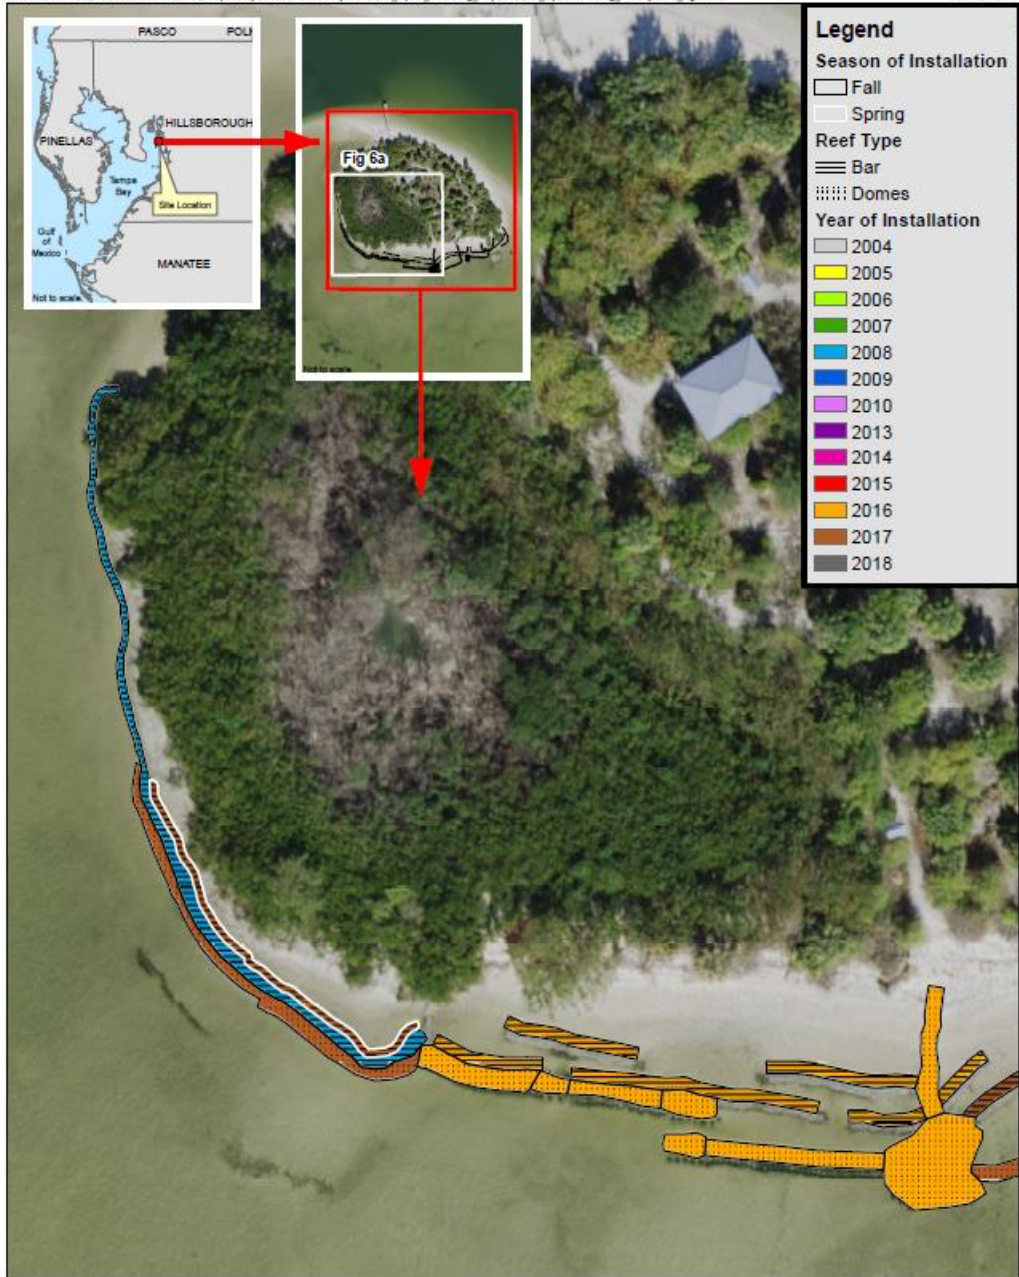 PASCO
POLK
HILLSBOROUGH
PINELLAS
Tampa
Bay
Site Location
Gulf
of
Mexico
MANATEE
Not to scale.
Fig 6a
Not to scale.
Legend
Season of Installation
Fall
Spring
Reef Type
Bar
Domes
Year of Installation
2004
2005
2006
2007
2008
2009
2010
2013
2014
2015
2016
2017
2018